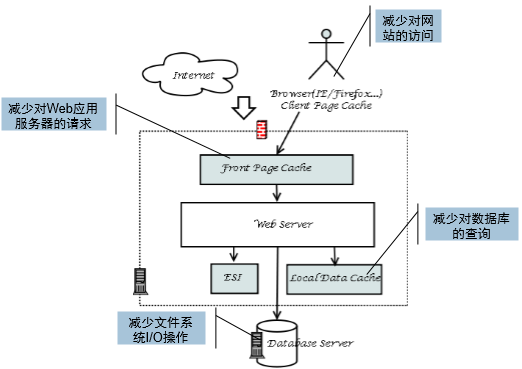 减少对网
站的访问
Internet
Browser(IE/Firefox...)
Client Page Cache
减少对Web应用
服务器的请求
Front Page Cache
Web Server
减少对数据库
的查询
ESI
Local Data Cache
减少文件系
统I/O操作
Database Server